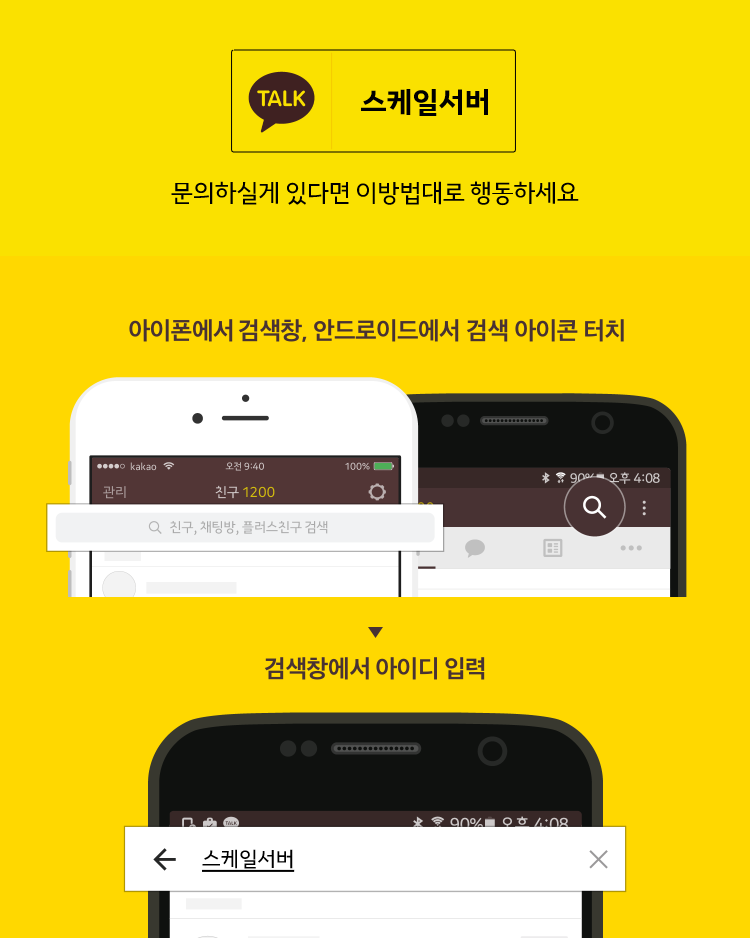 TALK
스케일서버
문의하실게 있다면 이방법대로 행동하세요
아이폰에서 검색창, 안드로이드에서 검색 아이콘 터치
kakao 오전 9:40 100%
90% 오후 4:08
관리 친구 1200
친구, 채팅방, 플러스친구 검색
검색창에서 아이디 입력
TALK 90% 오후 4:08
스케일서버